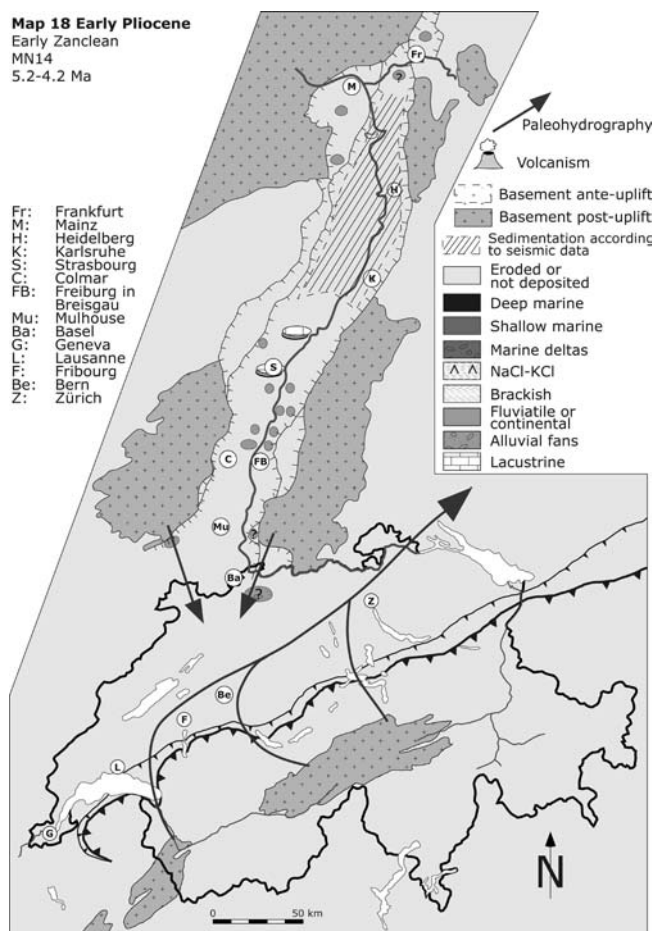 Map 18 Early Pliocene
Early Zanclean
MN14
5.2-4.2 Ma
Fr: Frankfurt
M: Mainz
H: Heidelberg
K: Karlsruhe
S: Strasbourg
C: Colmar
FB: Freiburg in
Breisgau
Mu: Mulhouse
Ba: Basel
G: Geneva
L: Lausanne
F: Fribourg
Be: Bern
Z: Zürich
Paleohydrography
Volcanism
Basement ante-uplift
Basement post-uplift
Sedimentation according
to seismic data
Eroded or
not deposited
Deep marine
Shallow marine
Marine deltas
NaCl-KCl
Brackish
Fluviatile or
continental
Alluvial fans
Lacustrine
Fr
?
M
H
K
S
C
FB
Mu
?
Ba
?
Z
Be
F
L
G
N
0 50 km